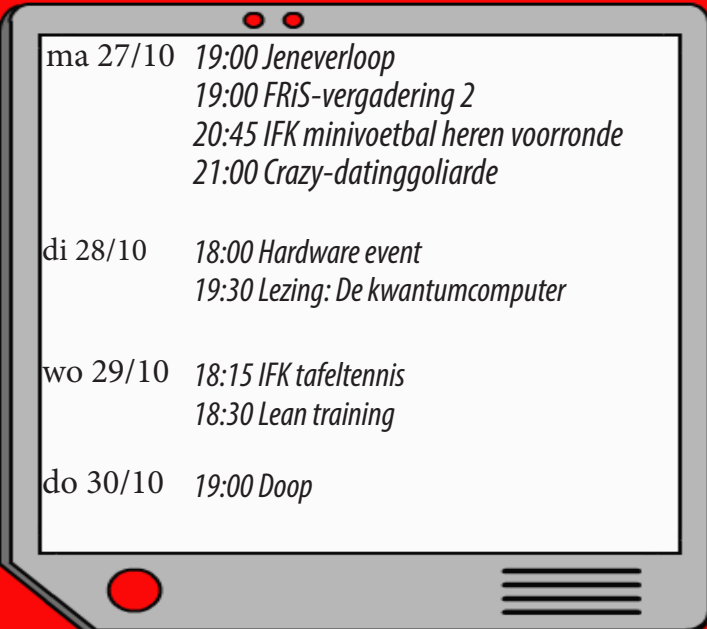 ma 27/10 19:00 Jeneverloop
19:00 FRiS-vergadering 2
20:45 IFK minivoetbal heren voorronde
21:00 Crazy-datinggoliarde
di 28/10 18:00 Hardware event
19:30 Lezing: De kwantumcomputer
wo 29/10 18:15 IFK tafeltennis
18:30 Lean training
do 30/10 19:00 Doop